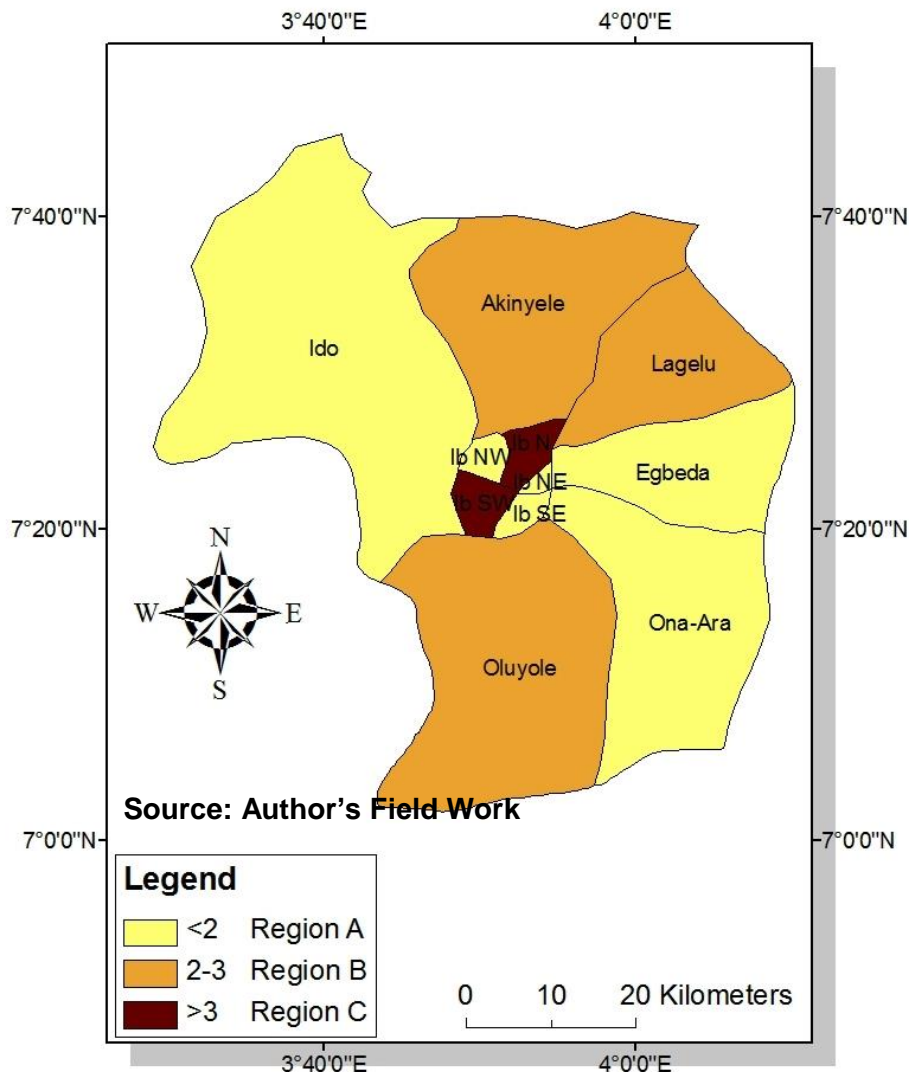 3°40'0"E 4°0'0"E
7°40'0"N 7°40'0"N
Akinyele
Ido
Lagelu
Ib N
Ib NW
Egbeda
Ib NE
Ib SW
Ib SE
7°20'0"N 7°20'0"N
N
W E
S
Ona-Ara
Oluyole
Source: Author's Field Work
7°0'0"N 7°0'0"N
Legend
<2 Region A
2-3 Region B
>3 Region C
0 10 20 Kilometers
3°40'0"E 4°0'0"E